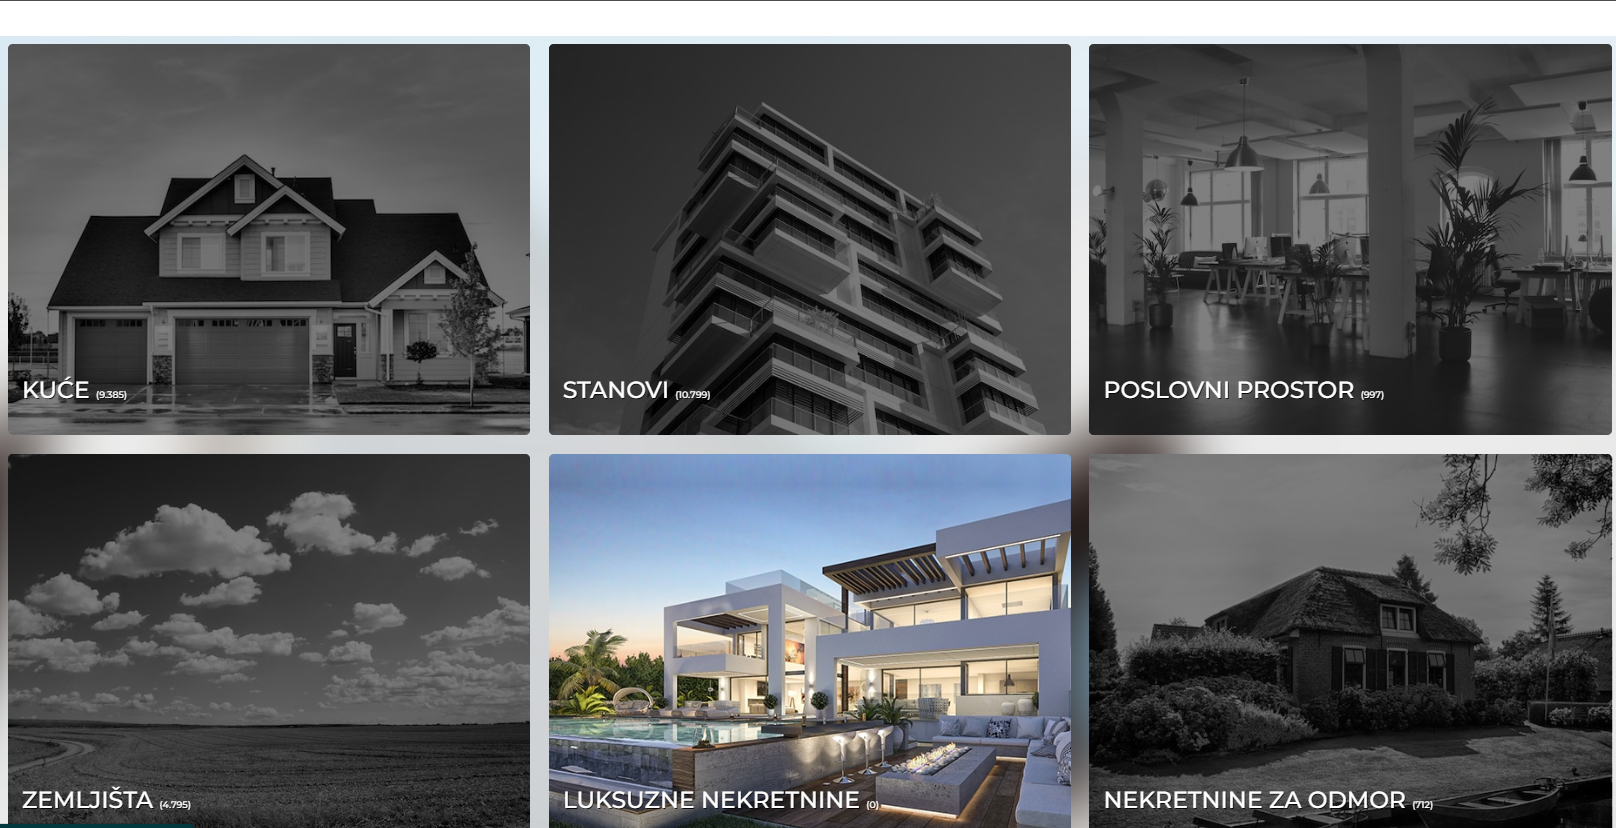 KUĆE (9.385)
STANOVI (10.799)
POSLOVNI PROSTOR (997)
ZEMLJIŠTA (4.795)
LUKSUZNE NEKRETNINE (0)
NEKRETNINE ZA ODMOR (712)